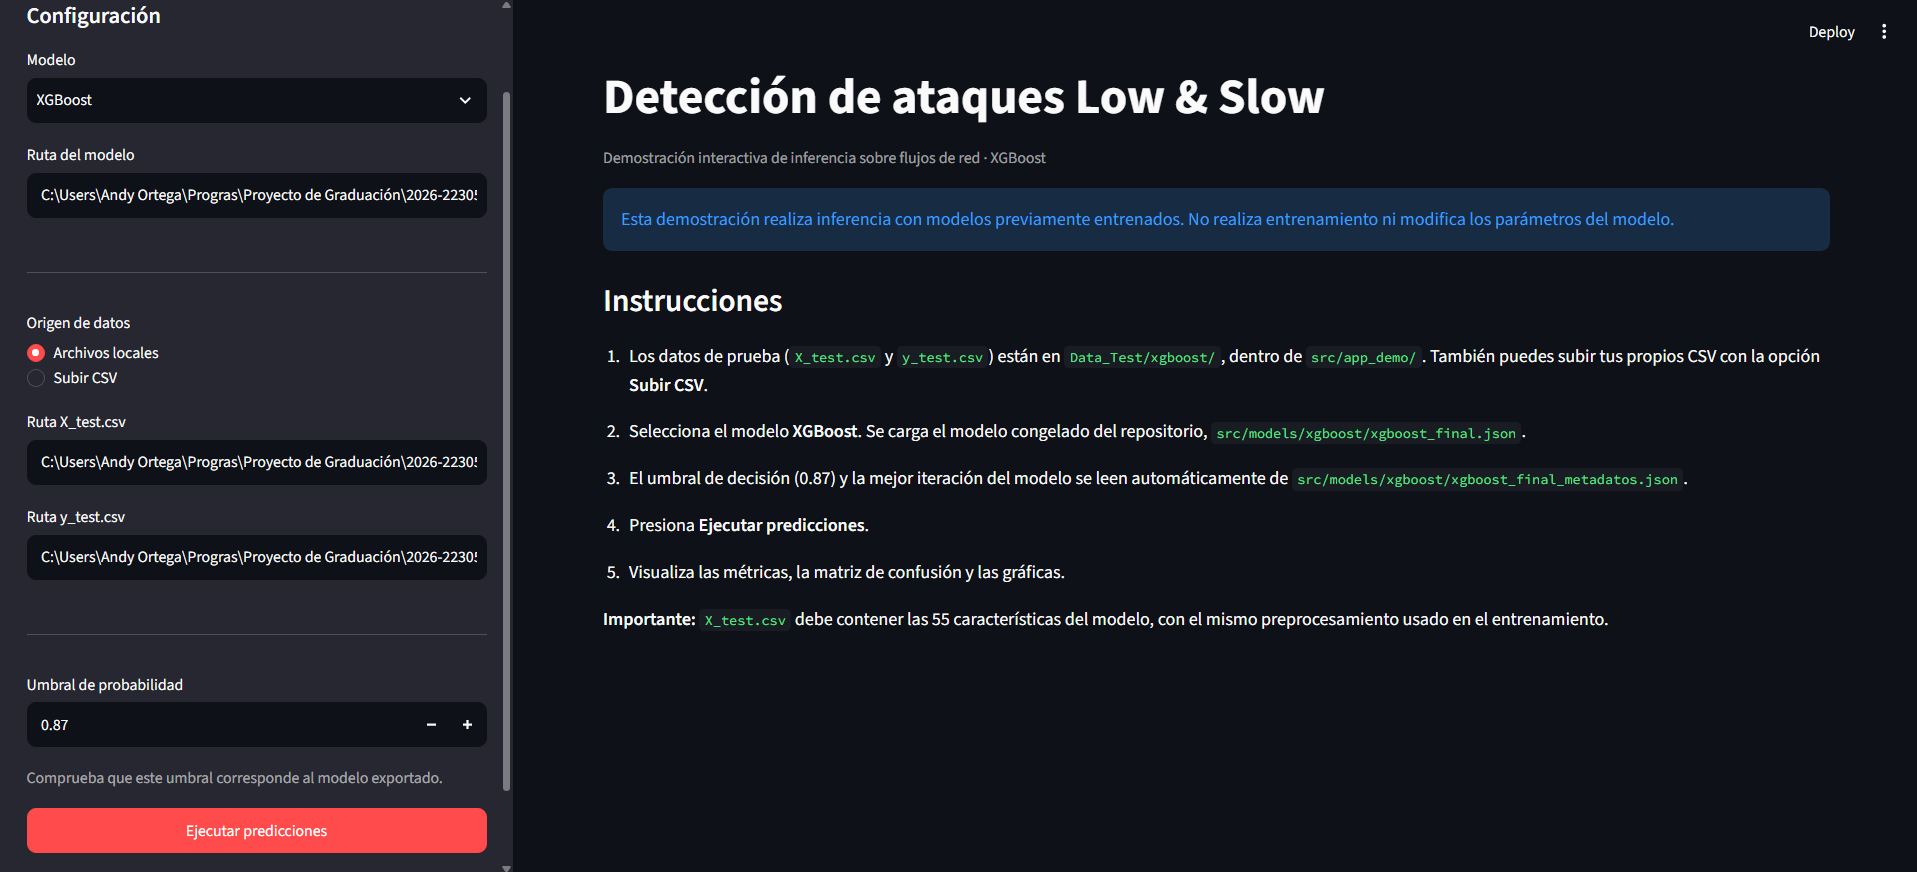 Configuración
Modelo
XGBoost
Ruta del modelo
C:\Users\Andy Ortega\Progras\Proyecto de Graduación\2026-2230
Origen de datos
Archivos locales
Subir CSV
Ruta X_test.csv
C:\Users\Andy Ortega\Progras\Proyecto de Graduación\2026-2230
Ruta y_test.csv
C:\Users\Andy Ortega\Progras\Proyecto de Graduación\2026-2230
Umbral de probabilidad
0.87
Comprueba que este umbral corresponde al modelo exportado.
Ejecutar predicciones
Deploy
Detección de ataques Low & Slow
Demostración interactiva de inferencia sobre flujos de red · XGBoost
Esta demostración realiza inferencia con modelos previamente entrenados. No realiza entrenamiento ni modifica los parámetros del modelo.
Instrucciones
1. Los datos de prueba ( X_test.csv y y_test.csv ) están en Data_Test/xgboost/ , dentro de src/app_demo/ . También puedes subir tus propios CSV con la opción
Subir CSV.
2. Selecciona el modelo XGBoost. Se carga el modelo congelado del repositorio, src/models/xgboost/xgboost_final.json .
3. El umbral de decisión (0.87) y la mejor iteración del modelo se leen automáticamente de src/models/xgboost/xgboost_final_metadatos.json .
4. Presiona Ejecutar predicciones.
5. Visualiza las métricas, la matriz de confusión y las gráficas.
Importante: X_test.csv debe contener las 55 características del modelo, con el mismo preprocesamiento usado en el entrenamiento.